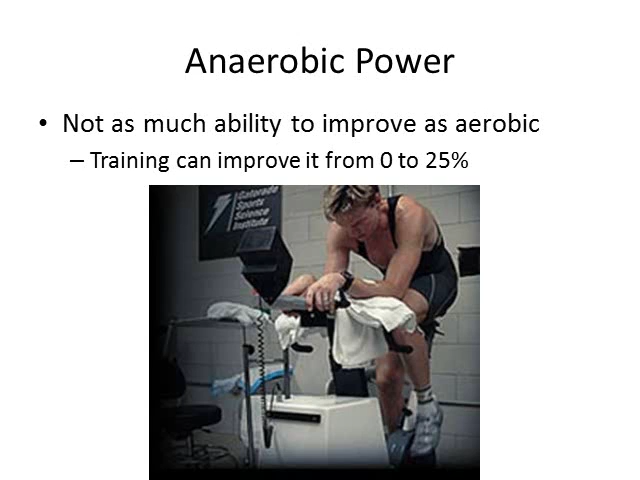 Anaerobic Power
• Not as much ability to improve as aerobic
– Training can improve it from 0 to 25%
Gatorade
Sports
Science
Institute